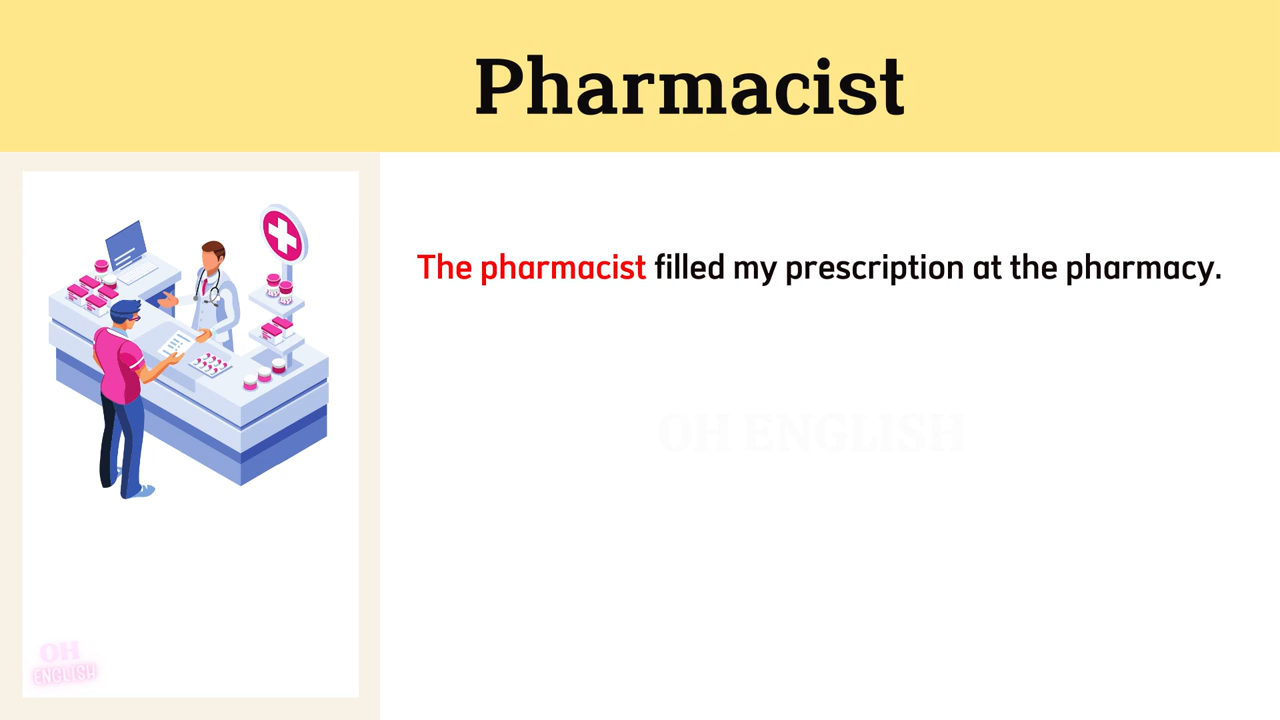 Pharmacist
The pharmacist filled my prescription at the pharmacy.
OH ENGLISH
OH
ENGLISH